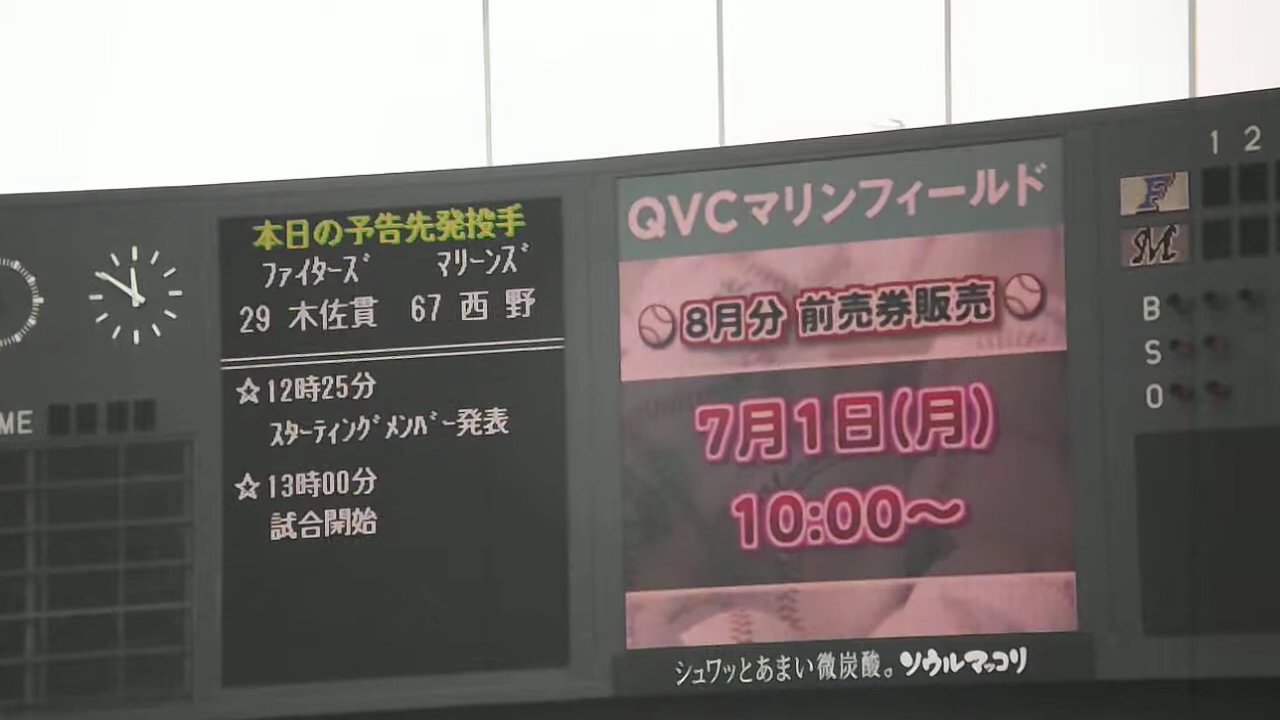 本日の予告先発投手
ファイターズ マリーンズ
29 木佐貫 67 西野
☆12時25分
スターティングメンバー発表
☆13時00分
試合開始
QVCマリンフィールド
8月分 前売券販売
7月1日(月)
10:00～
シュワッとあまい微炭酸。ソウルマッコリ
1 2
F
M
B
S
O
ME